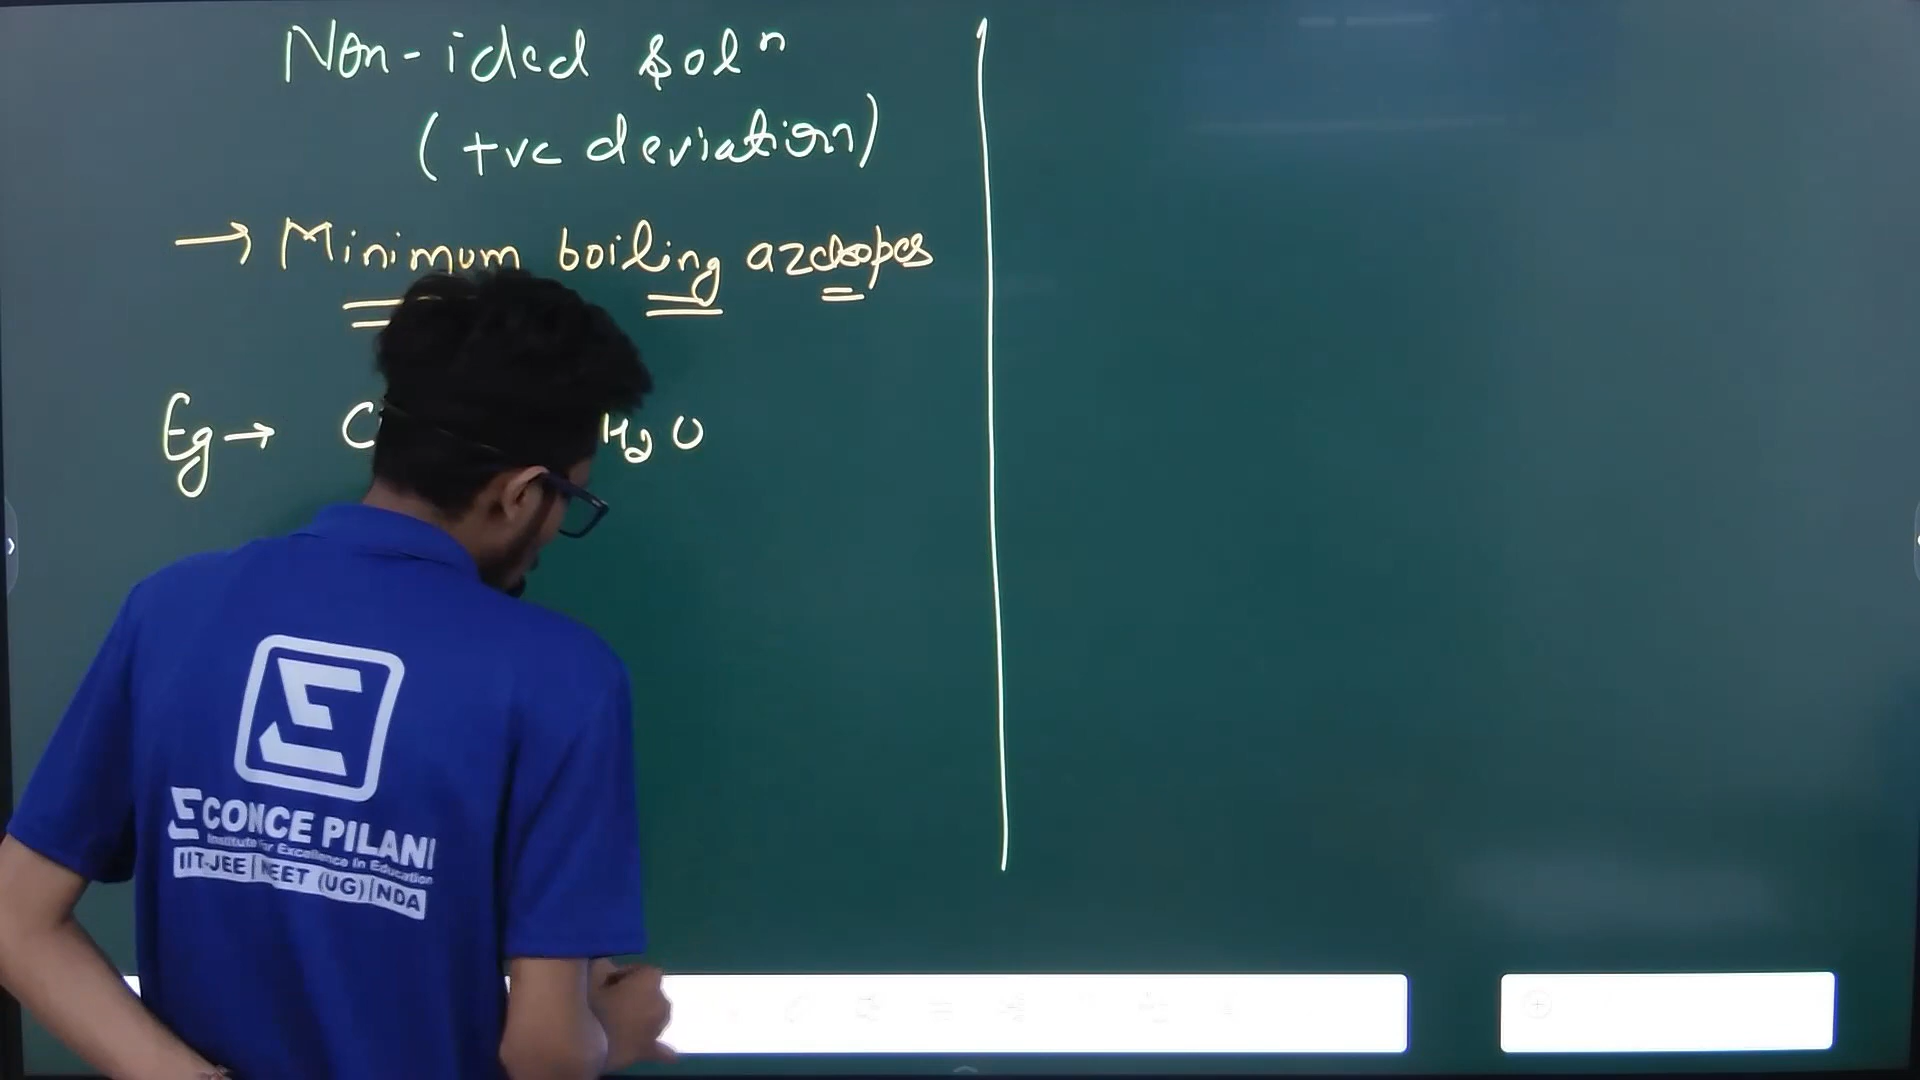 Non-ideal Solⁿ
(+ve deviation)
→ Minimum boiling azeotropes
Eg → C H₂O
ECONCE PILANI
Institute for Excellence in Education
IIT-JEE | NEET (UG) | NDA